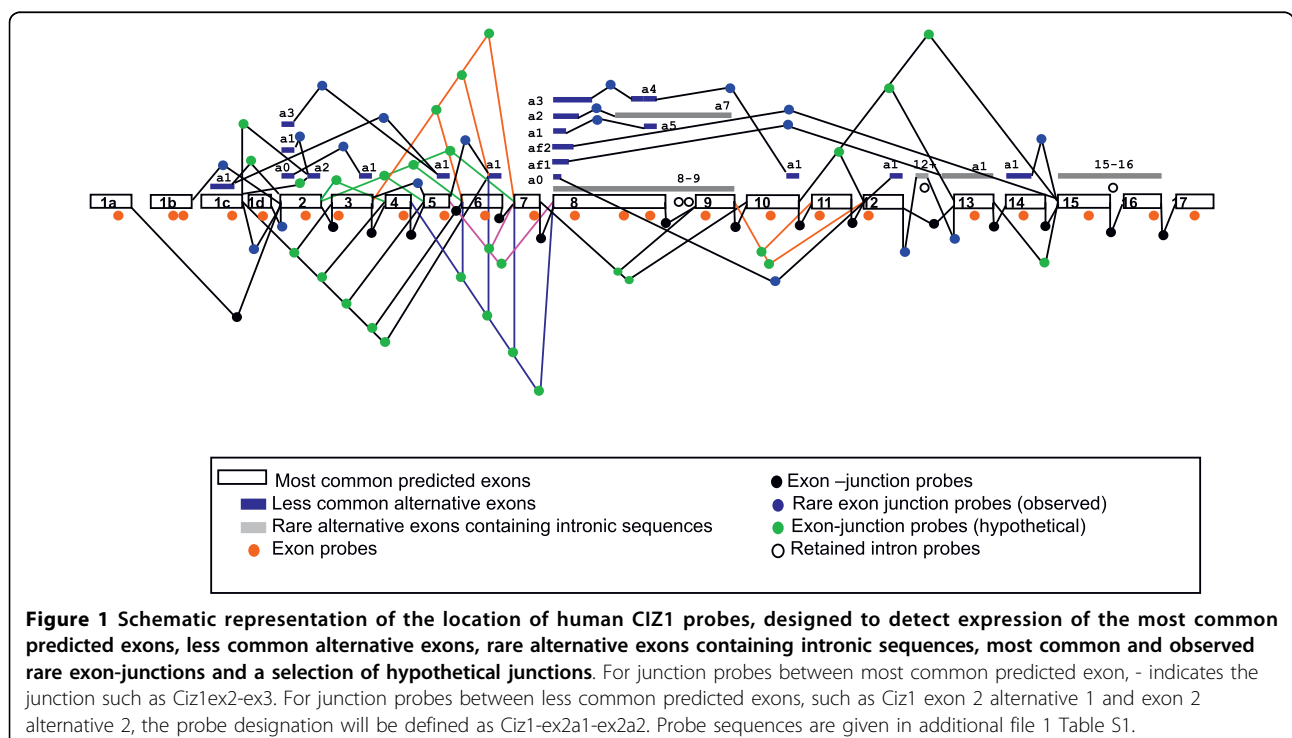 a3 a4
a3 a2 a7
a1 a1 a5
af2
a0 a2 a1 a1 a1 af1 a1 a1 12+ a1 a1 15-16
a1 a0 8-9
1a 1b 1c 1d 2 3 4 5 6 7 8 9 10 11 12 13 14 15 16 7
Most common predicted exons
Less common alternative exons
Rare alternative exons containing intronic sequences
Exon probes
Exon –junction probes
Rare exon junction probes (observed)
Exon-junction probes (hypothetical)
Retained intron probes
Figure 1 Schematic representation of the location of human CIZ1 probes, designed to detect expression of the most common
predicted exons, less common alternative exons, rare alternative exons containing intronic sequences, most common and observed
rare exon-junctions and a selection of hypothetical junctions. For junction probes between most common predicted exon, - indicates the
junction such as Ciz1ex2-ex3. For junction probes between less common predicted exons, such as Ciz1 exon 2 alternative 1 and exon 2
alternative 2, the probe designation will be defined as Ciz1-ex2a1-ex2a2. Probe sequences are given in additional file 1 Table S1.